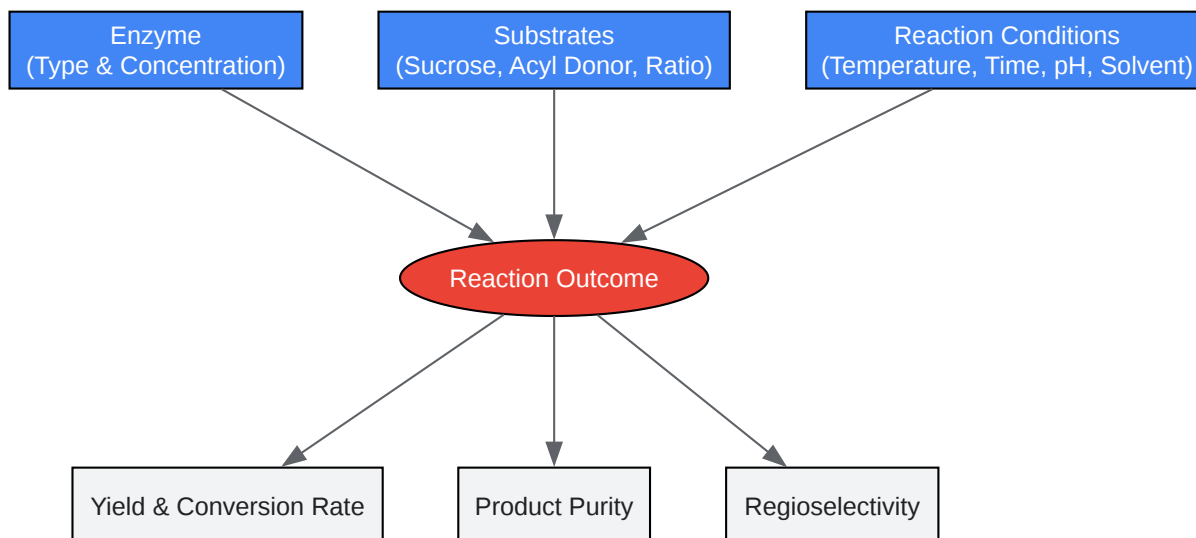 Enzyme
(Type & Concentration)
Substrates
(Sucrose, Acyl Donor, Ratio)
Reaction Conditions
(Temperature, Time, pH, Solvent)
Reaction Outcome
Yield & Conversion Rate
Product Purity
Regioselectivity